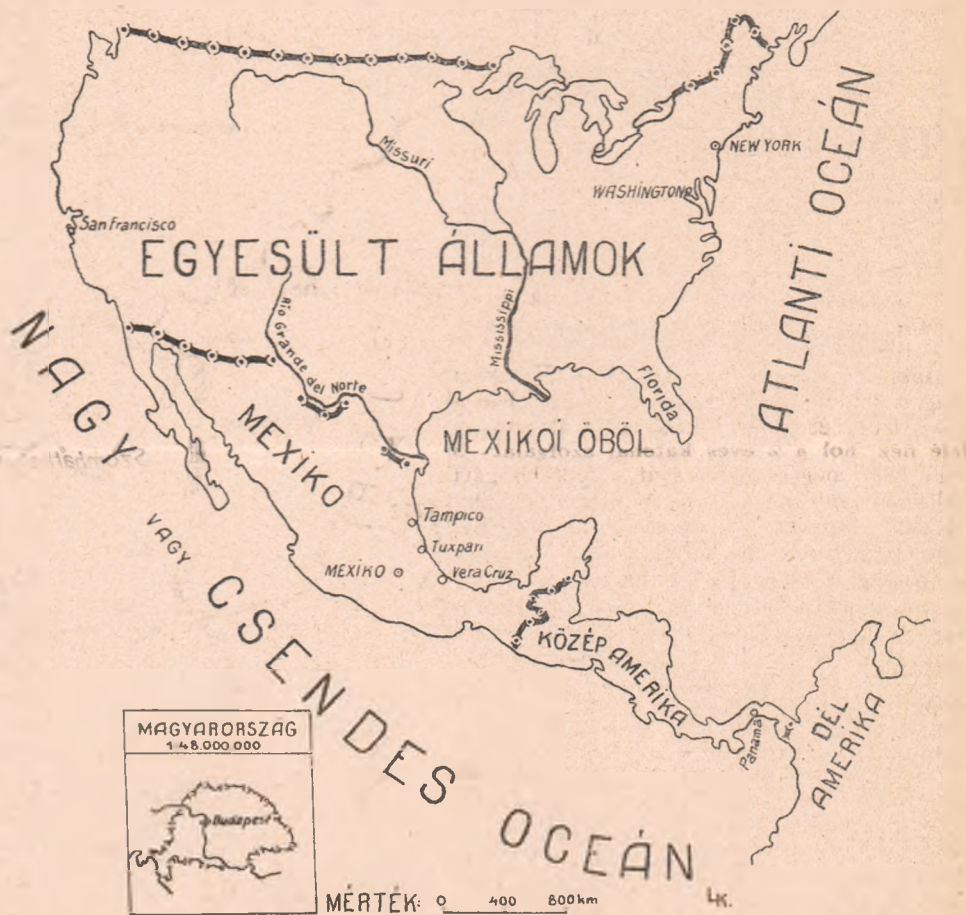 Missuri
NEW YORK
WASHINGTON
ATLANTI OCEÁN
San Francisco
EGYESÜLT ÁLLAMOK
Rio Grande del Norte
Mississippi
Florida
NAGY
MEXIKO
MEXIKOI ÖBÖL
VAGY
Tampico
Tuxpan
MEXIKO
Vera Cruz
CSENDES OCEÁN
KÖZÉP AMERIKA
Panama
DÉL
AMERIKA
MAGYARORSZÁG
1:48.000.000
Budapest
MÉRTÉK: 0 400 800 km